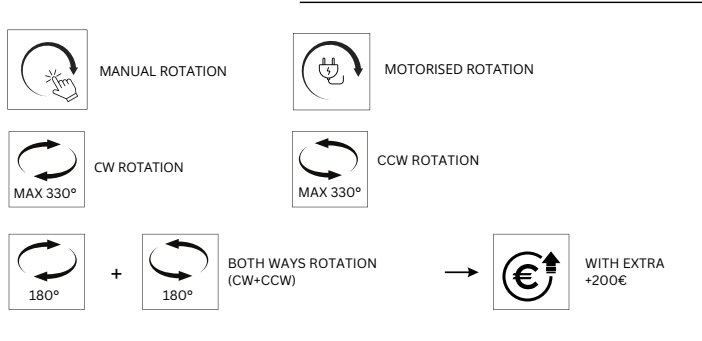 MANUAL ROTATION
MOTORISED ROTATION
MAX 330°
CW ROTATION
MAX 330°
CCW ROTATION
180°
+
180°
BOTH WAYS ROTATION
(CW+CCW)
€
WITH EXTRA
+200€